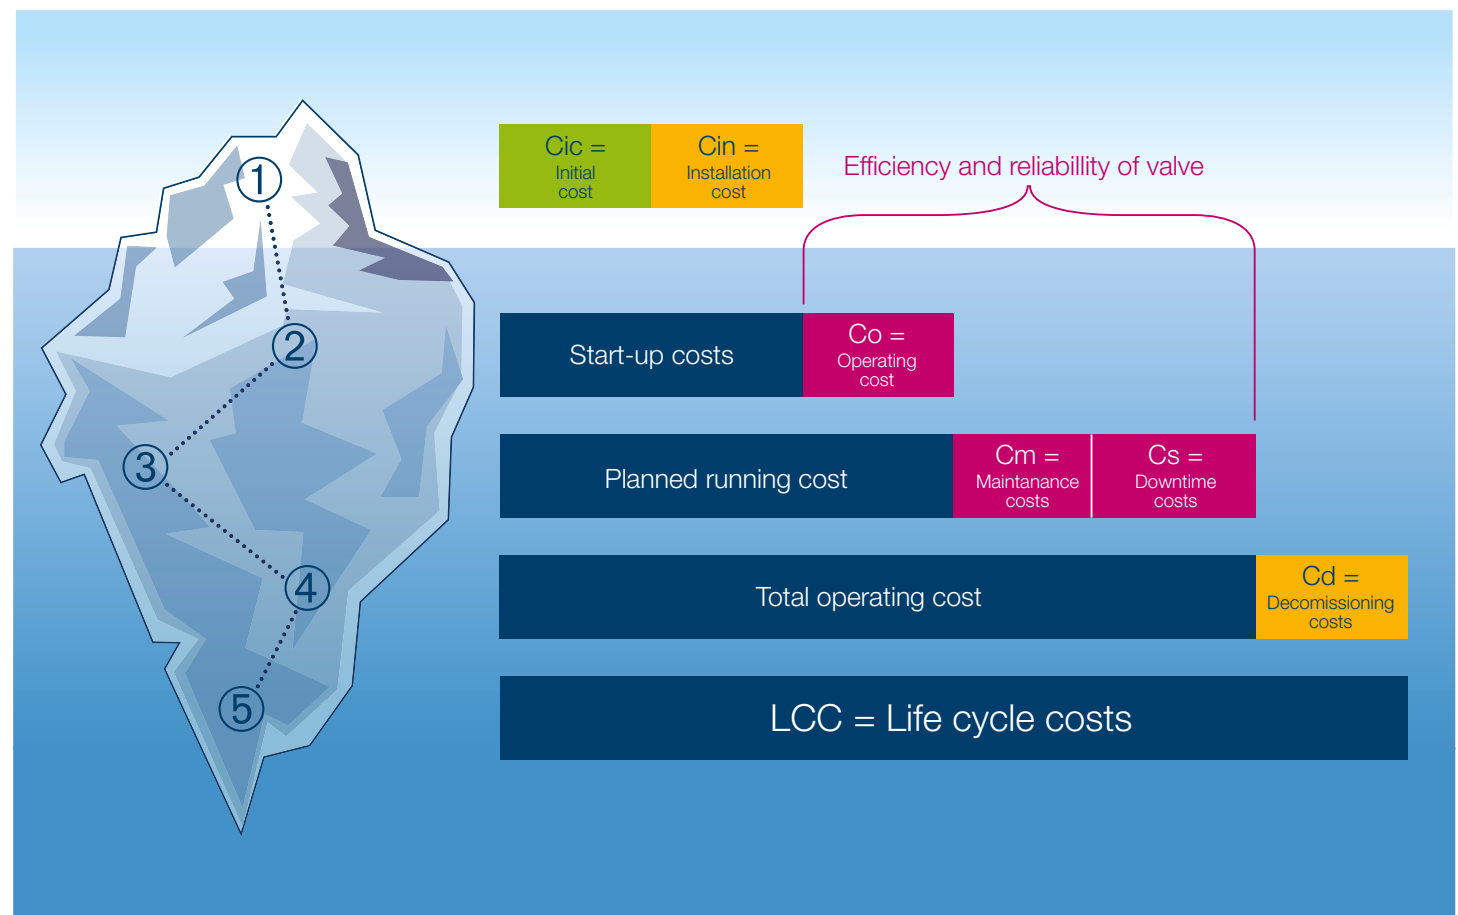 1
Cic =
Initial
cost
Cin =
Installation
cost
Efficiency and reliabillity of valve
2
Start-up costs
Co =
Operating
cost
3
Planned running cost
Cm =
Maintanance
costs
Cs =
Downtime
costs
4
Total operating cost
Cd =
Decomissioning
costs
5
LCC = Life cycle costs